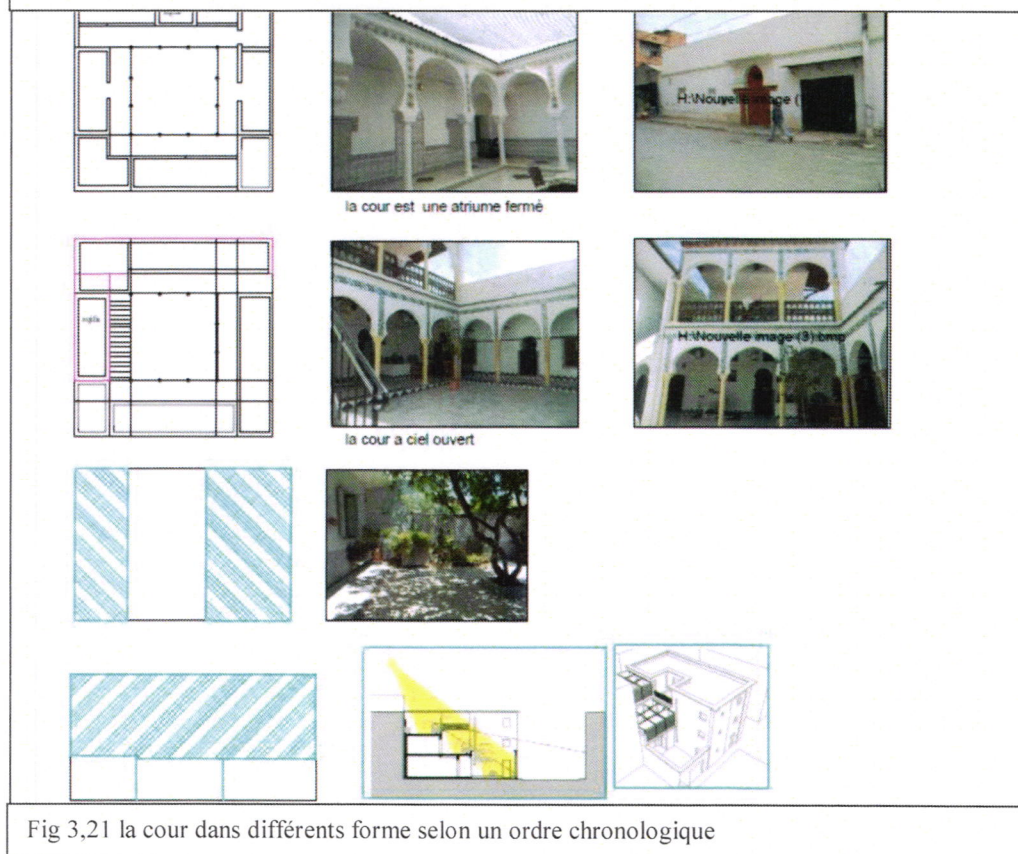 H:\Nouvelle image (
la cour est une atriume fermé
sqifa
H:\Nouvelle image (3).bmp
la cour a ciel ouvert
Fig 3,21 la cour dans différents forme selon un ordre chronologique